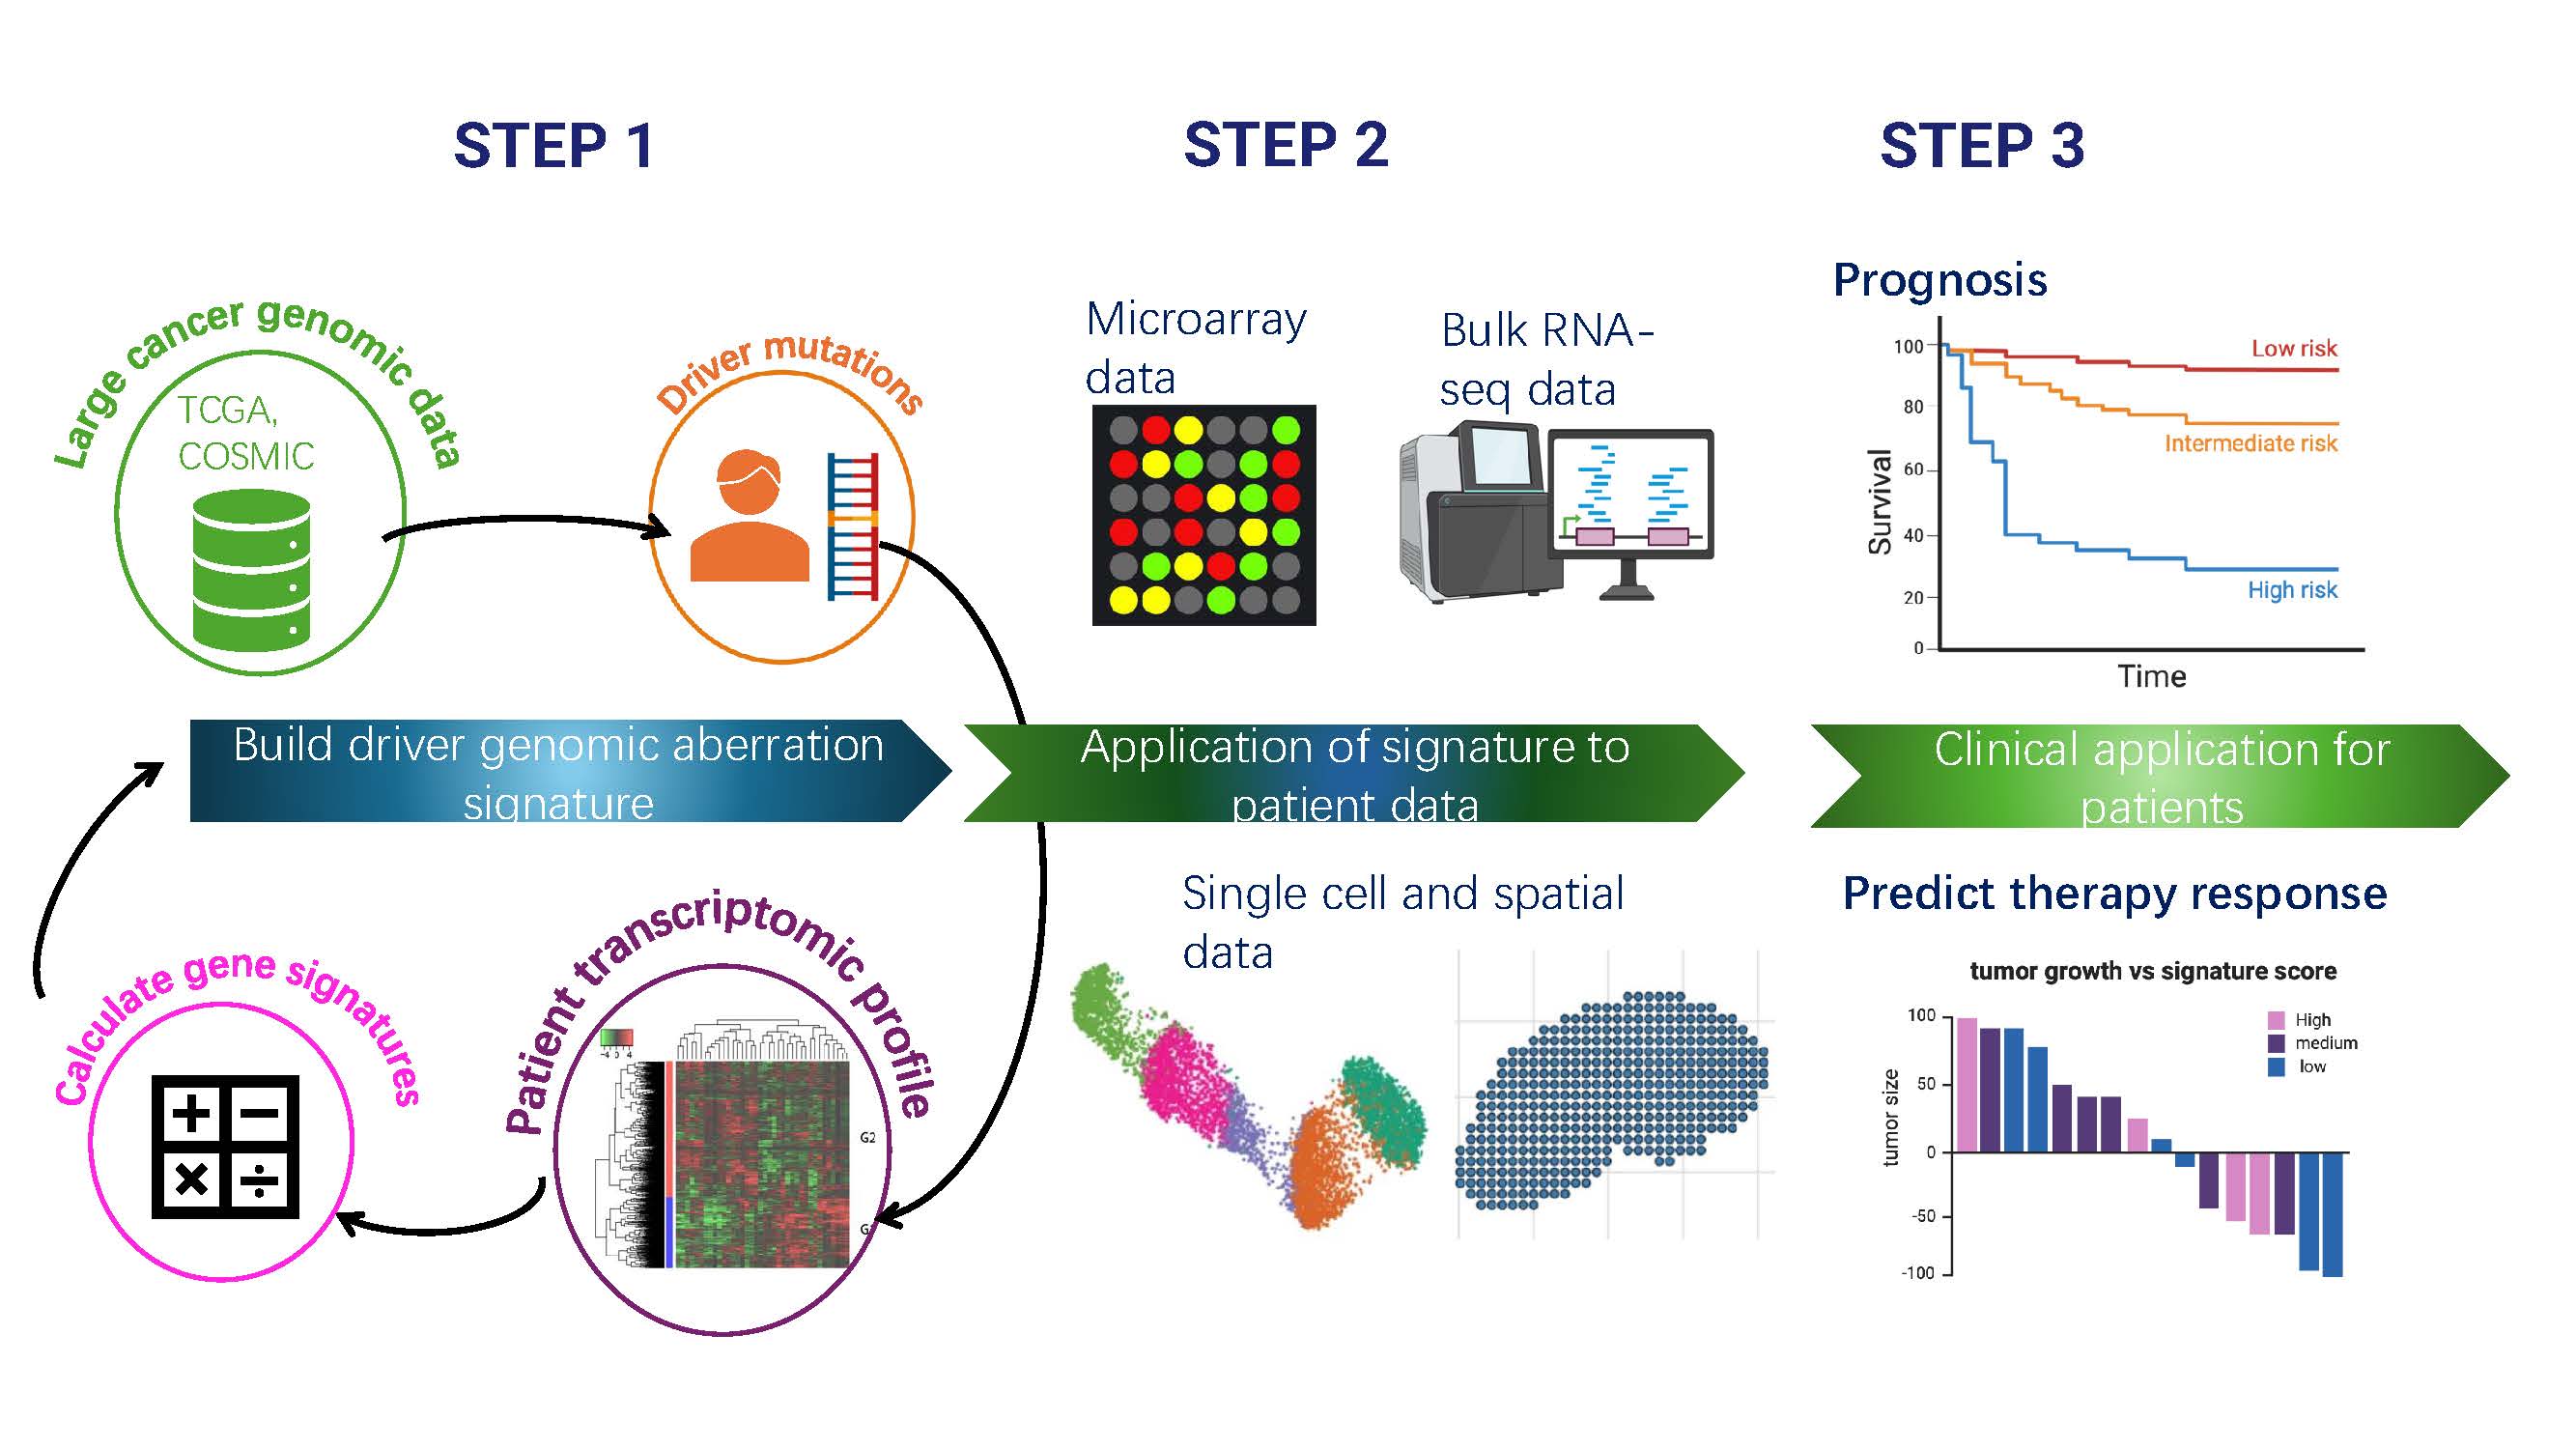 STEP 1
STEP 2
STEP 3
Large cancer genomic data
TCGA,
COSMIC
Driver mutations
Microarray
data
Bulk RNA-
seq data
Prognosis
Survival
100
80
60
40
20
0
Low risk
Intermediate risk
High risk
Time
Build driver genomic aberration
signature
Application of signature to
patient data
Clinical application for
patients
Calculate gene signatures
+
−
×
÷
Patient transcriptomic profile
-4 0 4
G2
Single cell and spatial
data
Predict therapy response
tumor growth vs signature score
tumor size
100
50
0
-50
-100
High
medium
low